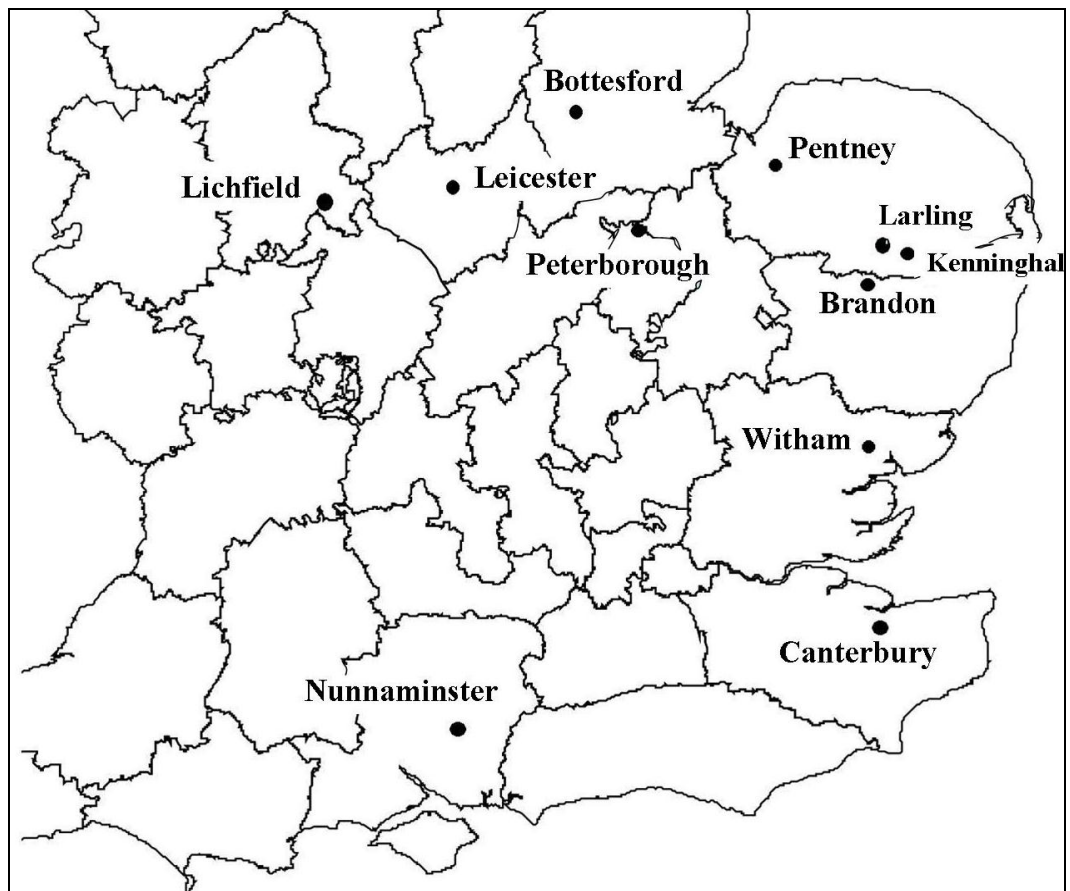 Bottesford
Pentney
Lichfield
Leicester
Larling
Peterborough
Kenninghal
Brandon
Witham
Canterbury
Nunnaminster